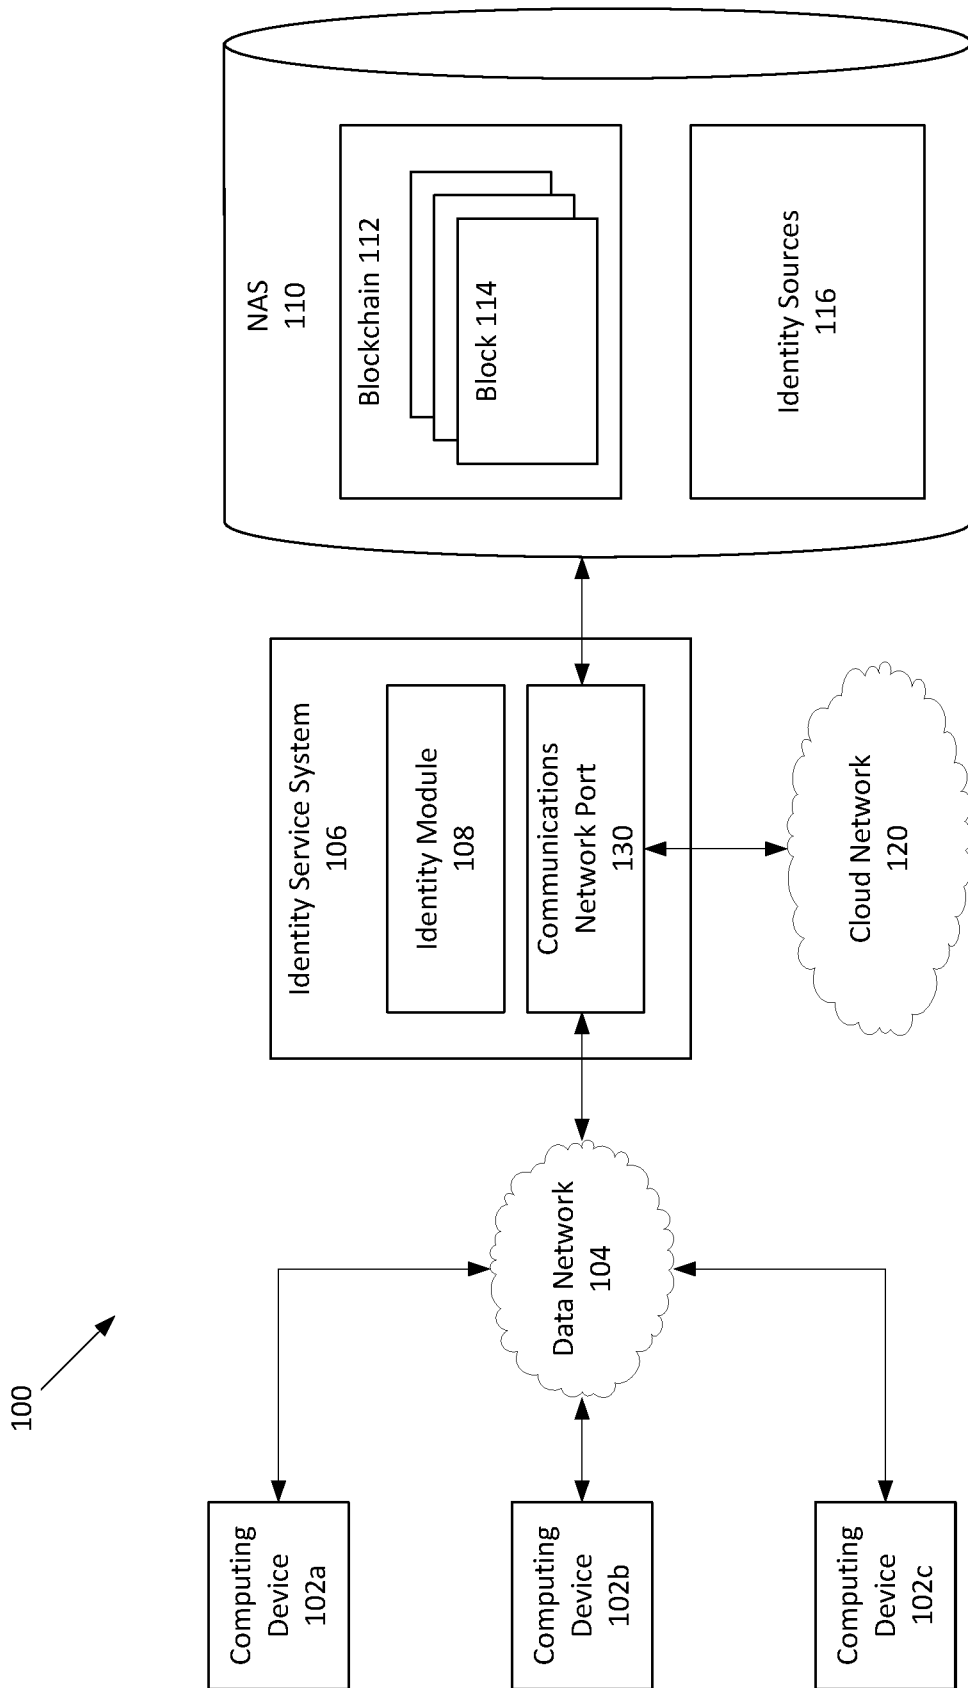 100
Computing
Device
102a
Computing
Device
102b
Computing
Device
102c
Data Network
104
Identity Service System
106
Identity Module
108
Communications
Network Port
130
Cloud Network
120
NAS
110
Blockchain 112
Block 114
Identity Sources
116